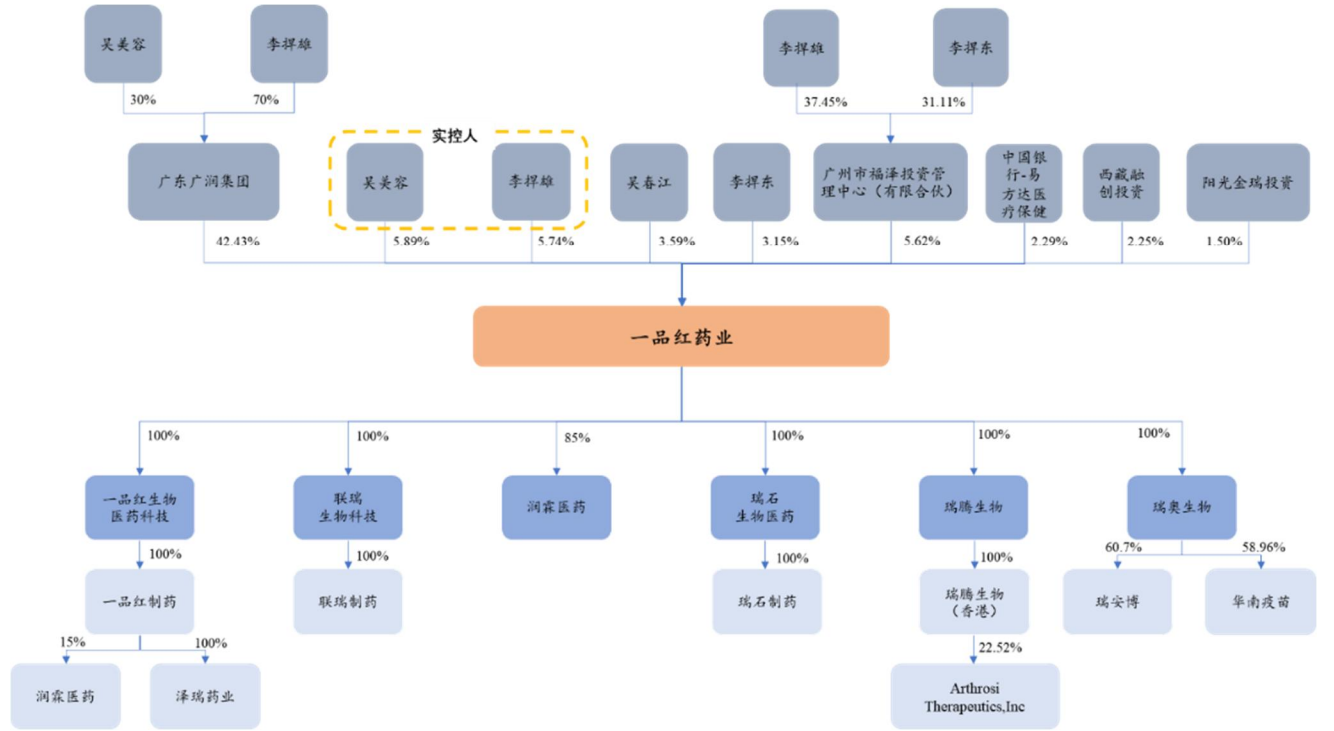 吴美容
李捍雄
李捍雄
李捍东
30%
70%
37.45%
31.11%
实控人
广东广润集团
吴美容
李捍雄
吴春江
李捍东
广州市福泽投资管
理中心（有限合伙）
中国银
行-易
方达医
疗保健
西藏融
创投资
阳光金瑞投资
42.43%
5.89%
5.74%
3.59%
3.15%
5.62%
2.29%
2.25%
1.50%
一品红药业
100%
100%
85%
100%
100%
100%
一品红生物
医药科技
联瑞
生物科技
润霖医药
瑞石
生物医药
瑞腾生物
瑞奥生物
100%
100%
100%
100%
60.7%
58.96%
一品红制药
联瑞制药
瑞石制药
瑞腾生物
（香港）
瑞安博
华南疫苗
15%
100%
22.52%
润霖医药
泽瑞药业
Arthrosi
Therapeutics,Inc